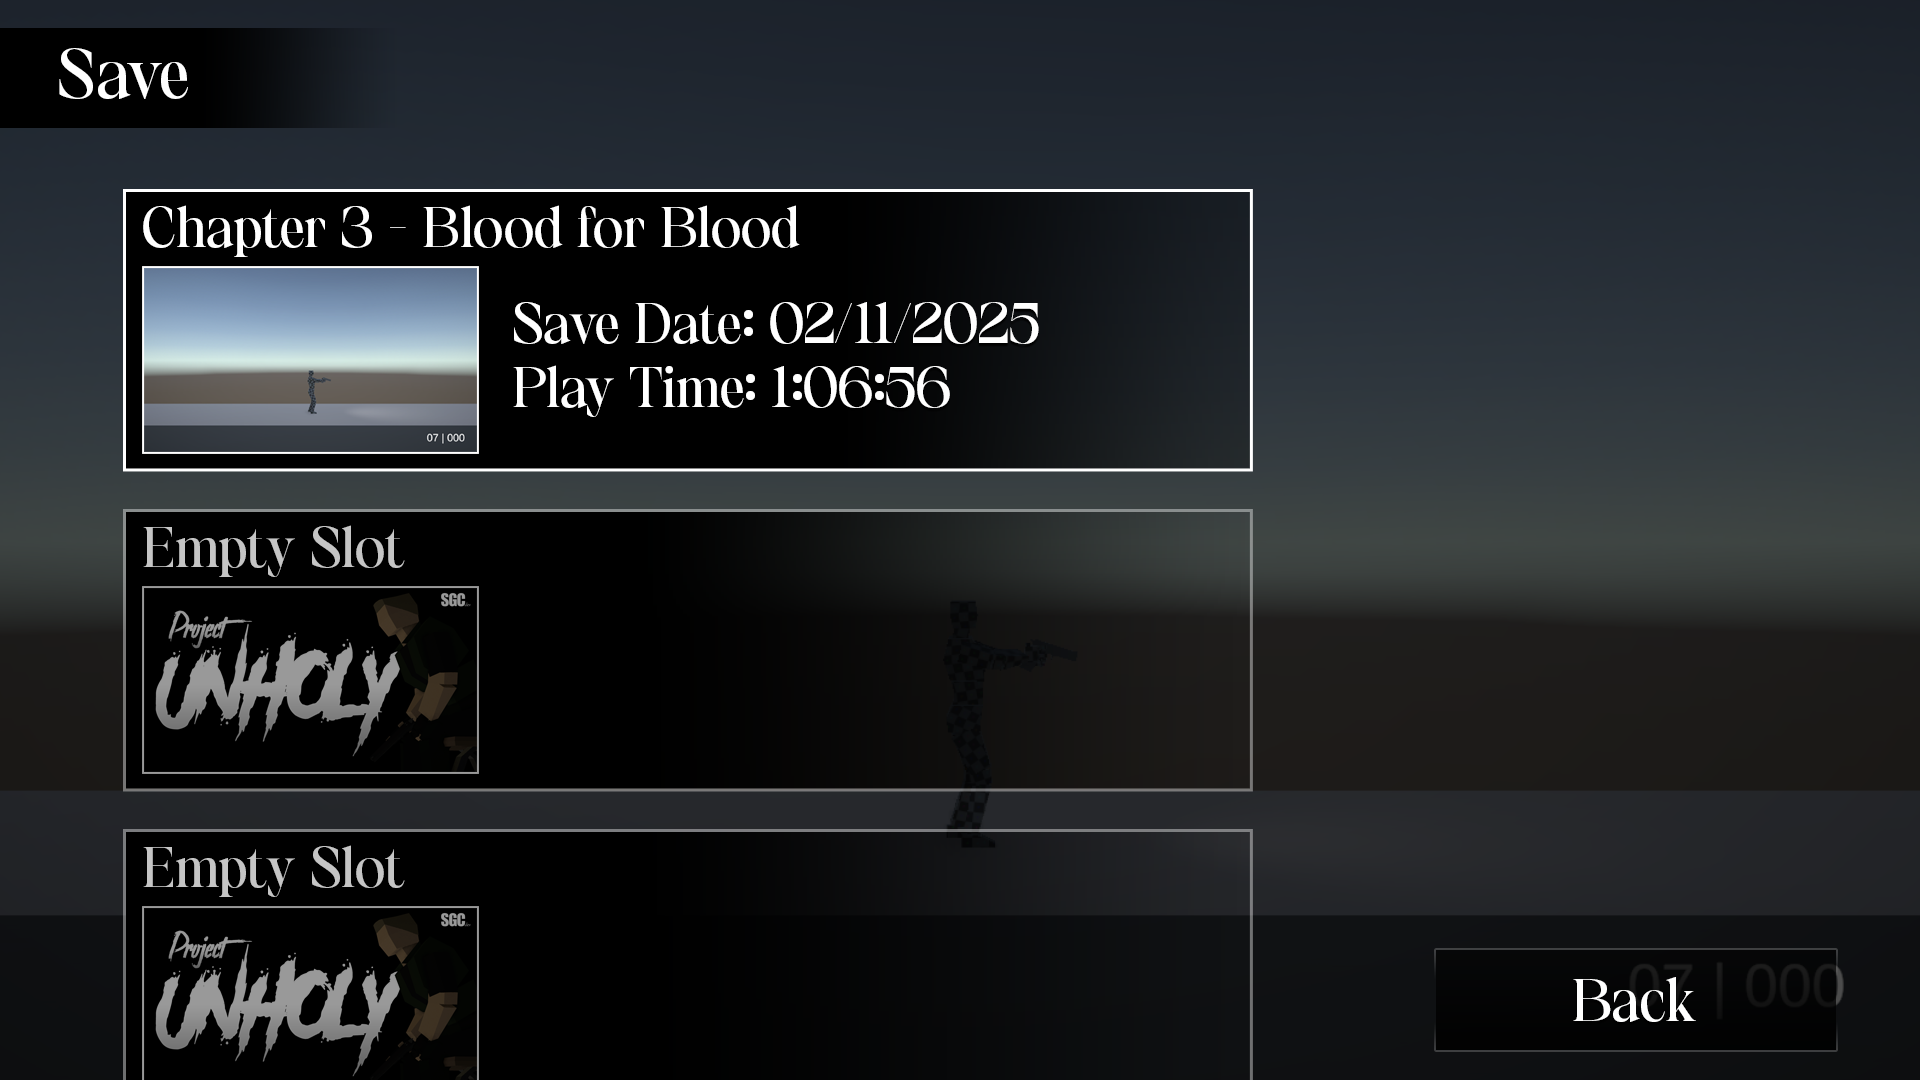 Save
Chapter 3 - Blood for Blood
Save Date: 02/11/2025
Play Time: 1:06:56
07 | 000
Empty Slot
SGC
Project
UNHOLY
Empty Slot
SGC
Project
UNHOLY
07 | 000
Back